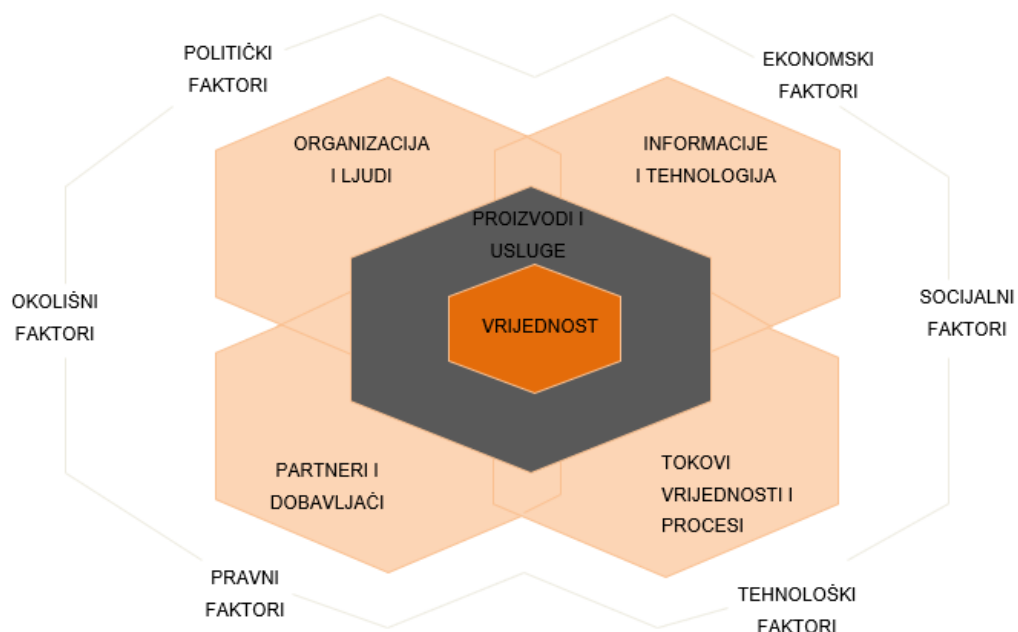 POLITIČKI
FAKTORI
EKONOMSKI
FAKTORI
ORGANIZACIJA
I LJUDI
INFORMACIJE
I TEHNOLOGIJA
PROIZVODI I
USLUGE
OKOLIŠNI
FAKTORI
VRIJEDNOST
SOCIJALNI
FAKTORI
PARTNERI I
DOBAVLJAČI
TOKOVI
VRIJEDNOSTI I
PROCESI
PRAVNI
FAKTORI
TEHNOLOŠKI
FAKTORI